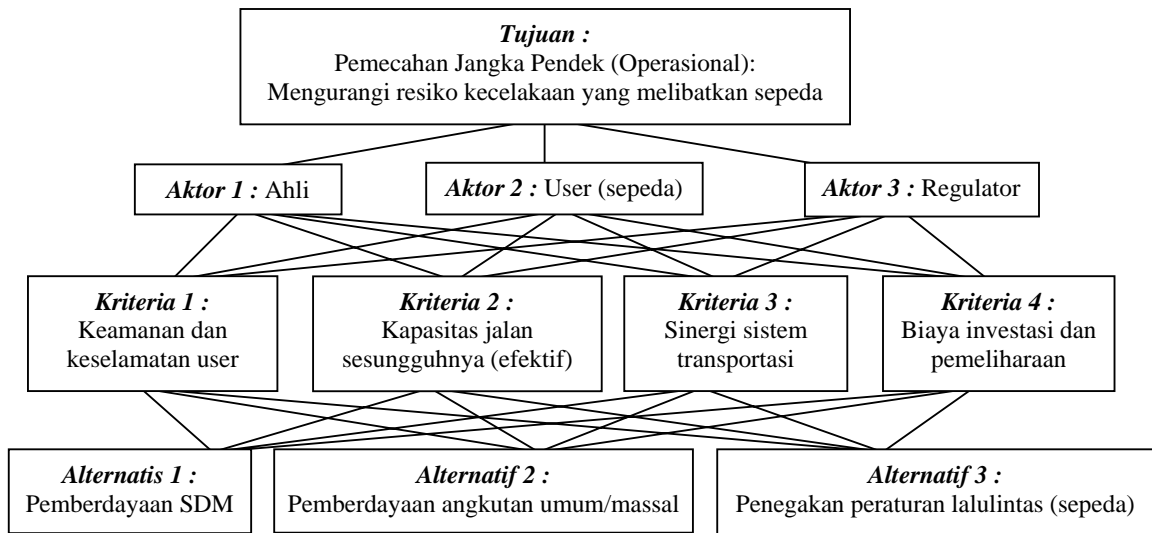 Tujuan :
Pemecahan Jangka Pendek (Operasional):
Mengurangi resiko kecelakaan yang melibatkan sepeda
Aktor 1 : Ahli
Aktor 2 : User (sepeda)
Aktor 3 : Regulator
Kriteria 1 :
Keamanan dan
keselamatan user
Kriteria 2 :
Kapasitas jalan
sesungguhnya (efektif)
Kriteria 3 :
Sinergi sistem
transportasi
Kriteria 4 :
Biaya investasi dan
pemeliharaan
Alternatis 1 :
Pemberdayaan SDM
Alternatif 2 :
Pemberdayaan angkutan umum/massal
Alternatif 3 :
Penegakan peraturan lalulintas (sepeda)